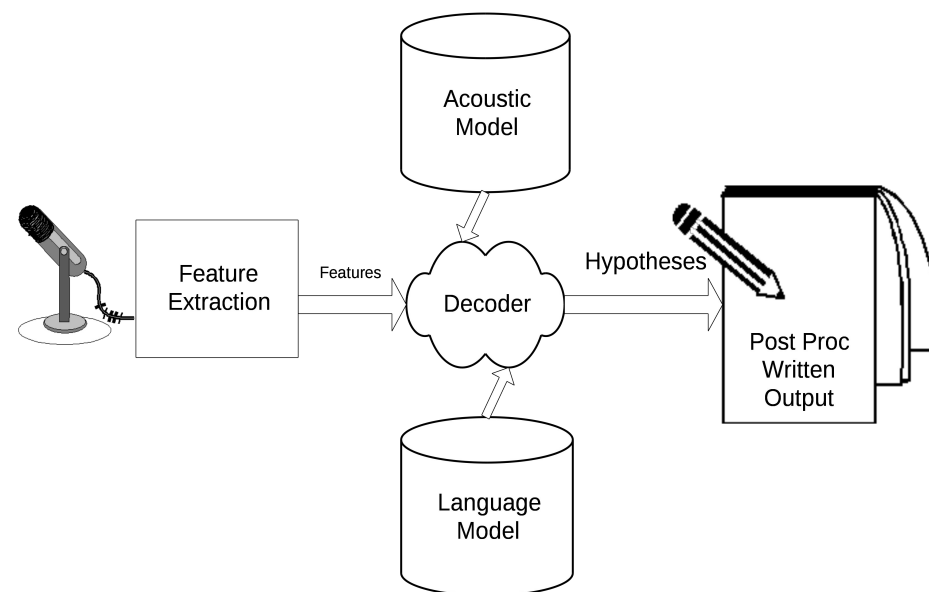 Acoustic
Model
Feature
Extraction
Features
Decoder
Hypotheses
Post Proc
Written
Output
Language
Model